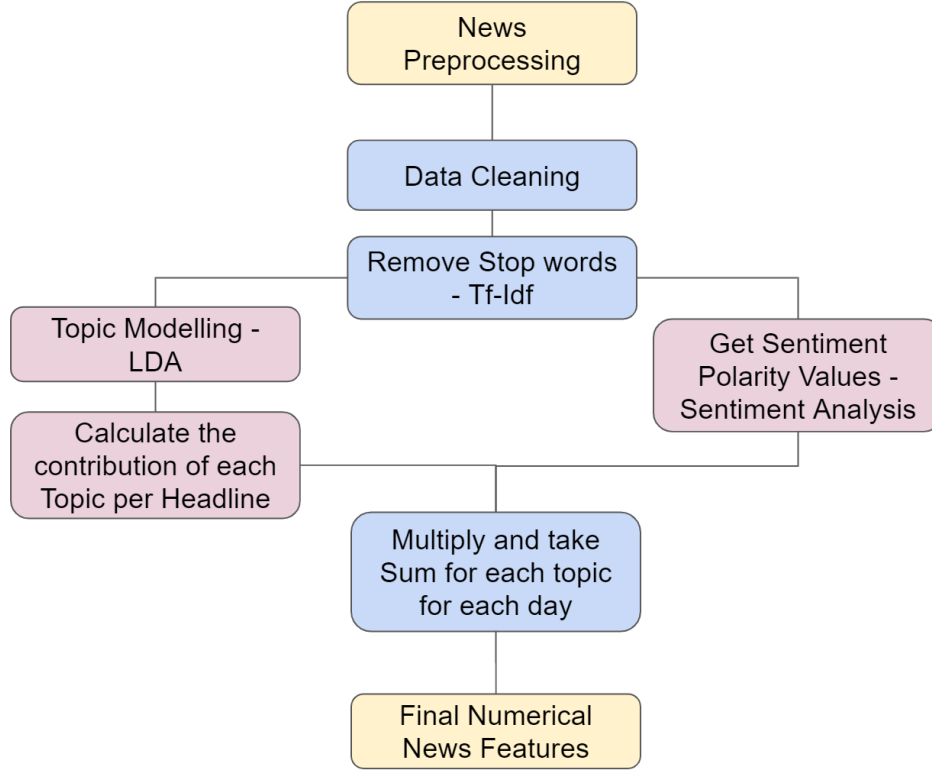 News
Preprocessing
Data Cleaning
Remove Stop words
- Tf-Idf
Topic Modelling -
LDA
Get Sentiment
Polarity Values -
Sentiment Analysis
Calculate the
contribution of each
Topic per Headline
Multiply and take
Sum for each topic
for each day
Final Numerical
News Features